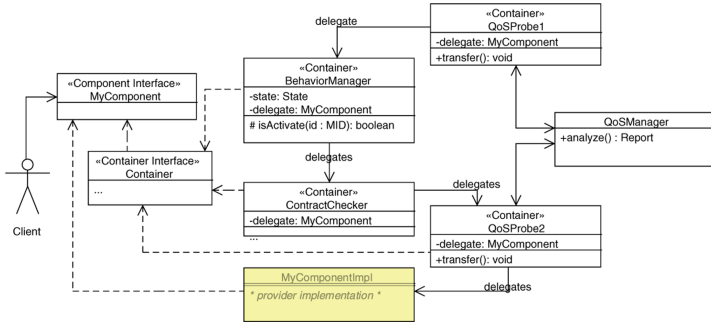 «Container»
QoSProbe1
-delegate: MyComponent
+transfer(): void
delegate
«Container»
BehaviorManager
-state: State
-delegate: MyComponent
# isActivate(id : MID): boolean
«Component Interface»
MyComponent
QoSManager
+analyze() : Report
«Container Interface»
Container
...
delegates
«Container»
ContractChecker
-delegate: MyComponent
...
delegates
«Container»
QoSProbe2
-delegate: MyComponent
+transfer(): void
Client
MyComponentImpl
* provider implementation *
delegates